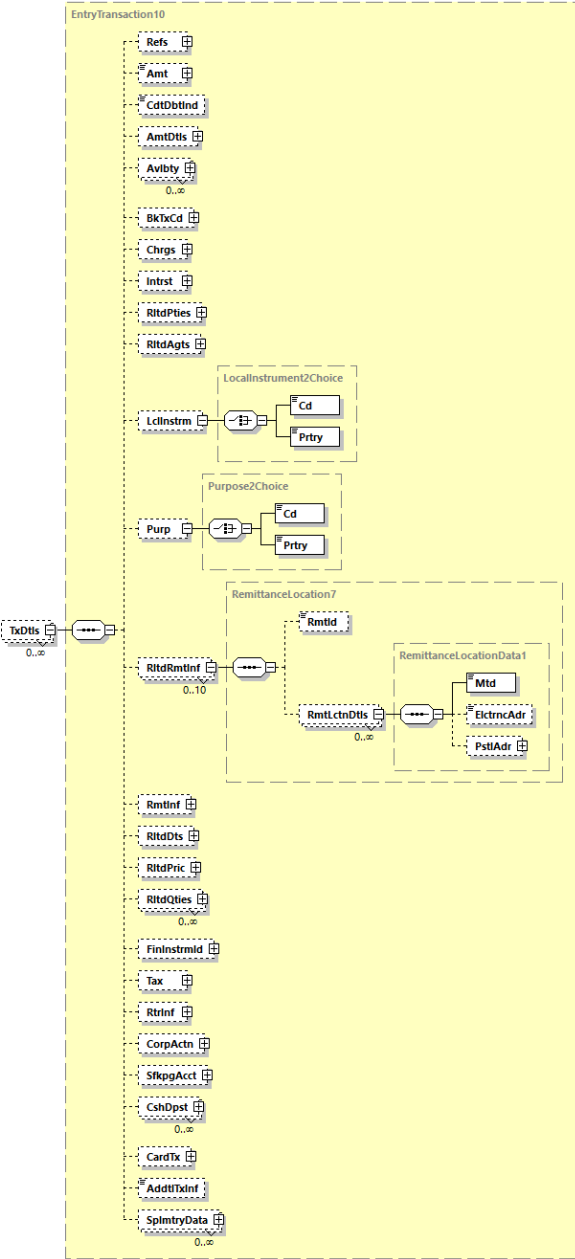 EntryTransaction10
Refs
Amt
CdtDbtInd
AmtDtls
Avlbty
0..∞
BkTxCd
Chrgs
Intrst
RltdPties
RltdAgts
LocalInstrument2Choice
LclInstrm
Cd
Prtry
Purpose2Choice
Purp
Cd
Prtry
TxDtls
0..∞
RemittanceLocation7
RltdRmtInf
0..10
RmtId
RemittanceLocationData1
RmtLctnDtls
0..∞
Mtd
ElctrncAdr
PstlAdr
RmtInf
RltdDts
RltdPric
RltdQties
0..∞
FinInstrmId
Tax
RtrInf
CorpActn
SfkpgAcct
CshDpst
0..∞
CardTx
AddtlTxInf
SplmtryData
0..∞